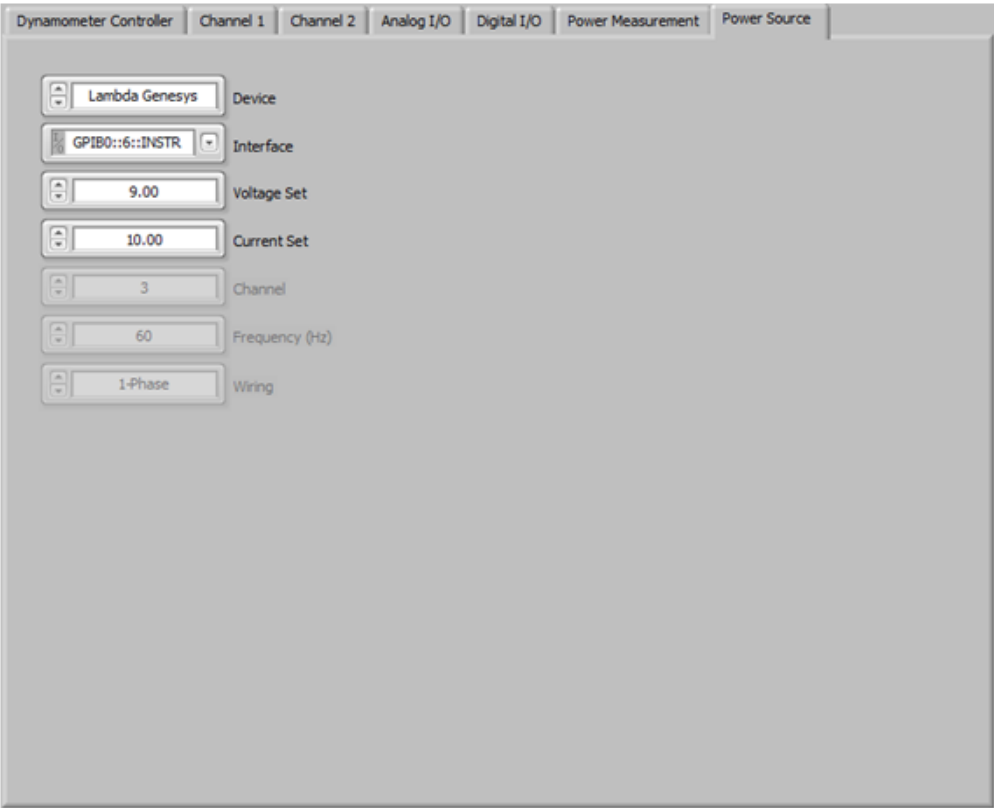 Dynamometer Controller Channel 1 Channel 2 Analog I/O Digital I/O Power Measurement Power Source
Lambda Genesys Device
I/O GPIB0::6::INSTR Interface
9.00 Voltage Set
10.00 Current Set
3 Channel
60 Frequency (Hz)
1-Phase Wiring